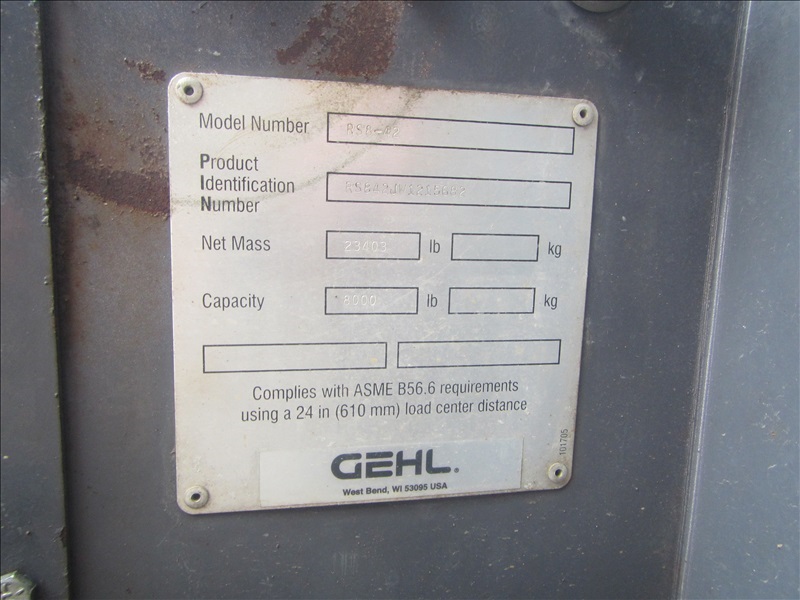 Model Number RS8-42
Product
Identification
Number
Net Mass 23403 lb kg
Capacity 8000 lb kg
Complies with ASME B56.6 requirements
using a 24 in (610 mm) load center distance
101705
GEHL.
West Bend, WI 53095 USA